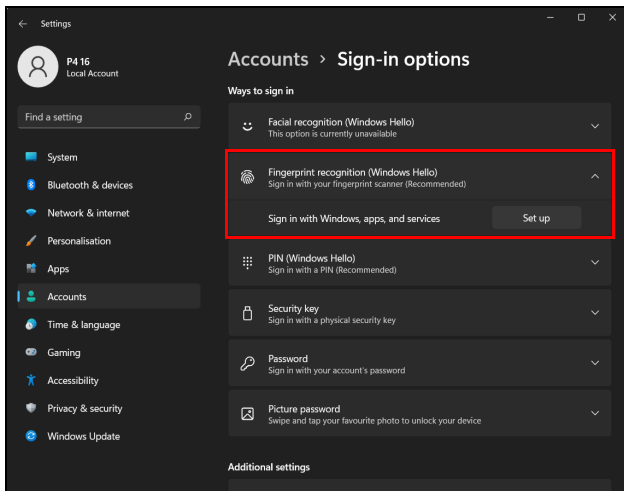 Settings
P4 16
Local Account
Find a setting
System
Bluetooth & devices
Network & internet
Personalisation
Apps
Accounts
Time & language
Gaming
Accessibility
Privacy & security
Windows Update
Accounts > Sign-in options
Ways to sign in
Facial recognition (Windows Hello)
This option is currently unavailable
Fingerprint recognition (Windows Hello)
Sign in with your fingerprint scanner (Recommended)
Sign in with Windows, apps, and services Set up
PIN (Windows Hello)
Sign in with a PIN (Recommended)
Security key
Sign in with a physical security key
Password
Sign in with your account's password
Picture password
Swipe and tap your favourite photo to unlock your device
Additional settings